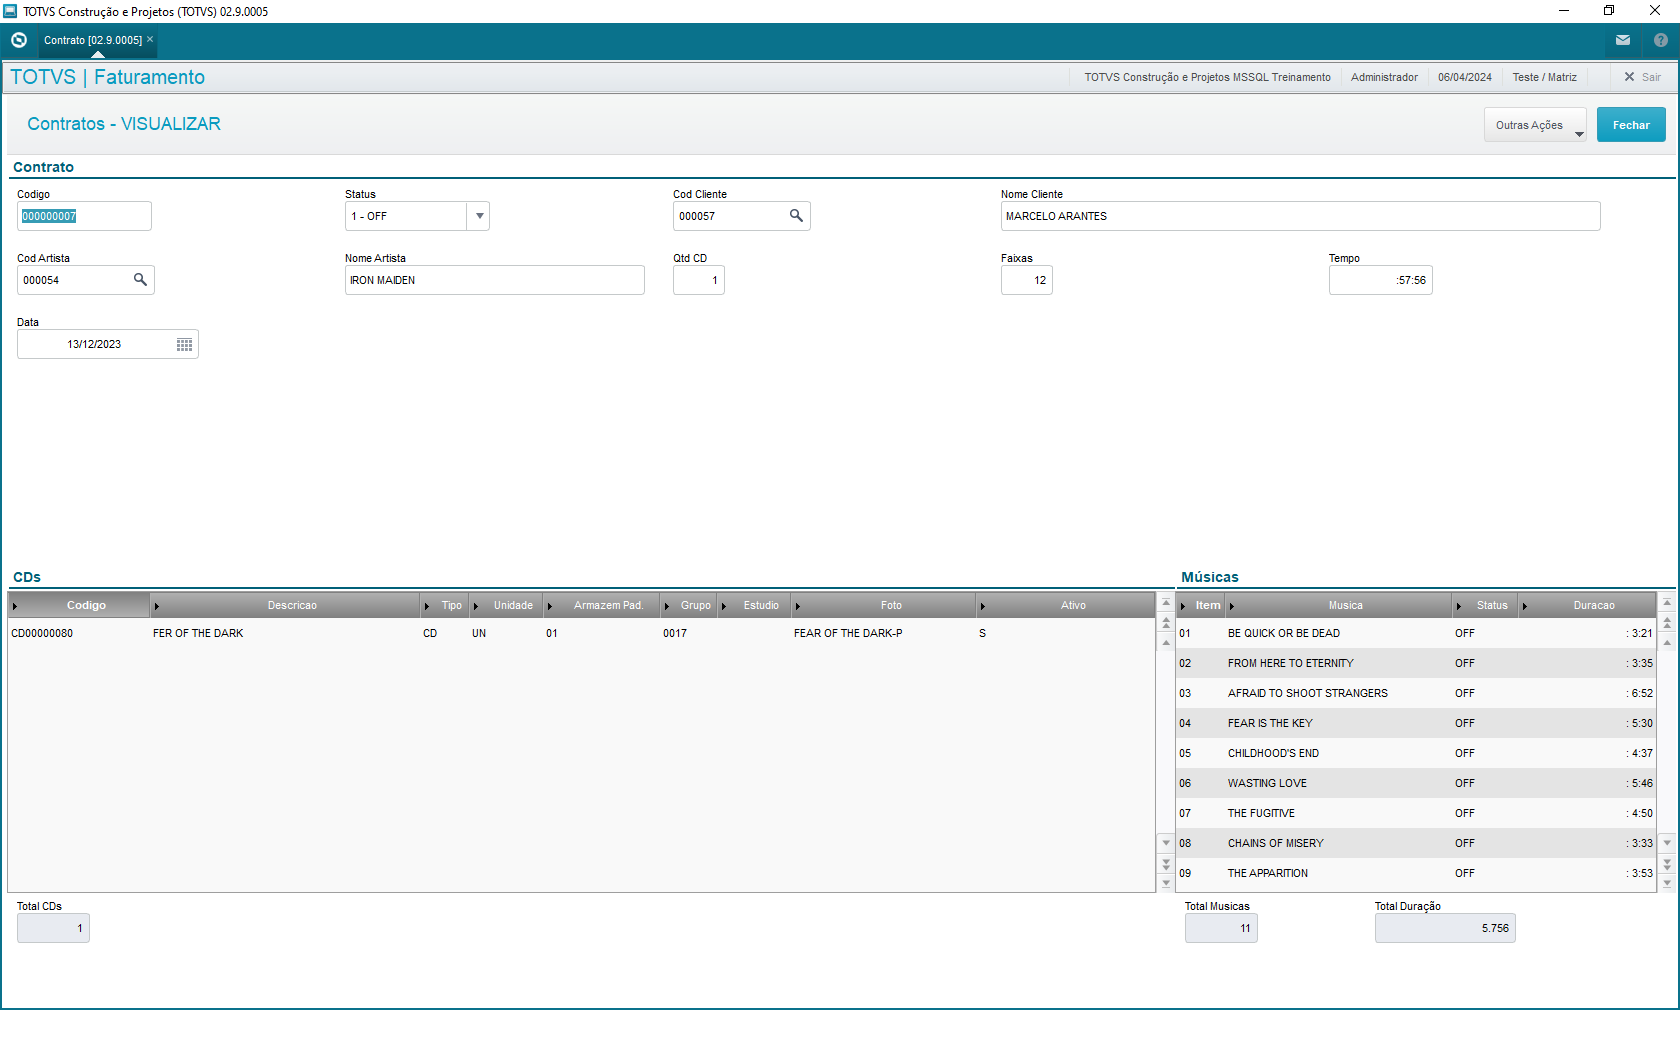 TOTVS Construção e Projetos (TOTVS) 02.9.0005
Contrato [02.9.0005] ×
TOTVS | Faturamento
TOTVS Construção e Projetos MSSQL Treinamento
Administrador
06/04/2024
Teste / Matriz
Sair
Contratos - VISUALIZAR
Outras Ações
Fechar
Contrato
Codigo Status Cod Cliente Nome Cliente
000000007 1 - OFF 000057 MARCELO ARANTES
Cod Artista Nome Artista Qtd CD Faixas Tempo
000054 IRON MAIDEN 1 12 :57:56
Data
13/12/2023
CDs
Codigo Descricao Tipo Unidade Armazem Pad. Grupo Estudio Foto Ativo
CD00000080 FER OF THE DARK CD UN 01 0017 FEAR OF THE DARK-P S
Total CDs
1
Músicas
Item Musica Status Duracao
01 BE QUICK OR BE DEAD OFF : 3:21
02 FROM HERE TO ETERNITY OFF : 3:35
03 AFRAID TO SHOOT STRANGERS OFF : 6:52
04 FEAR IS THE KEY OFF : 5:30
05 CHILDHOOD'S END OFF : 4:37
06 WASTING LOVE OFF : 5:46
07 THE FUGITIVE OFF : 4:50
08 CHAINS OF MISERY OFF : 3:33
09 THE APPARITION OFF : 3:53
Total Musicas Total Duração
11 5.756